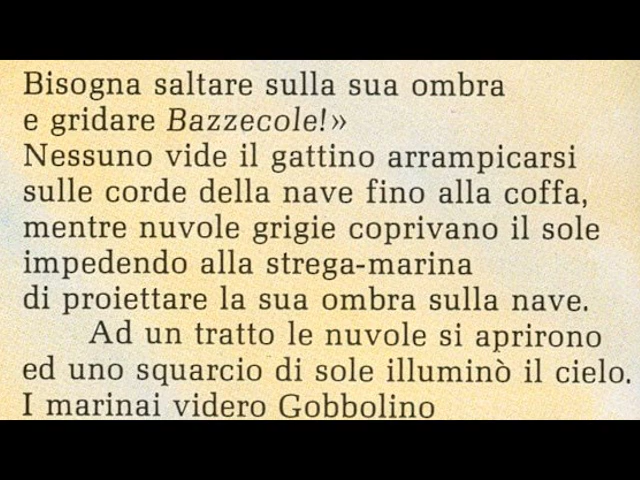 Bisogna saltare sulla sua ombra
e gridare Bazzecole!»
Nessuno vide il gattino arrampicarsi
sulle corde della nave fino alla coffa,
mentre nuvole grigie coprivano il sole
impedendo alla strega-marina
di proiettare la sua ombra sulla nave.
Ad un tratto le nuvole si aprirono
ed uno squarcio di sole illuminò il cielo.
I marinai videro Gobbolino